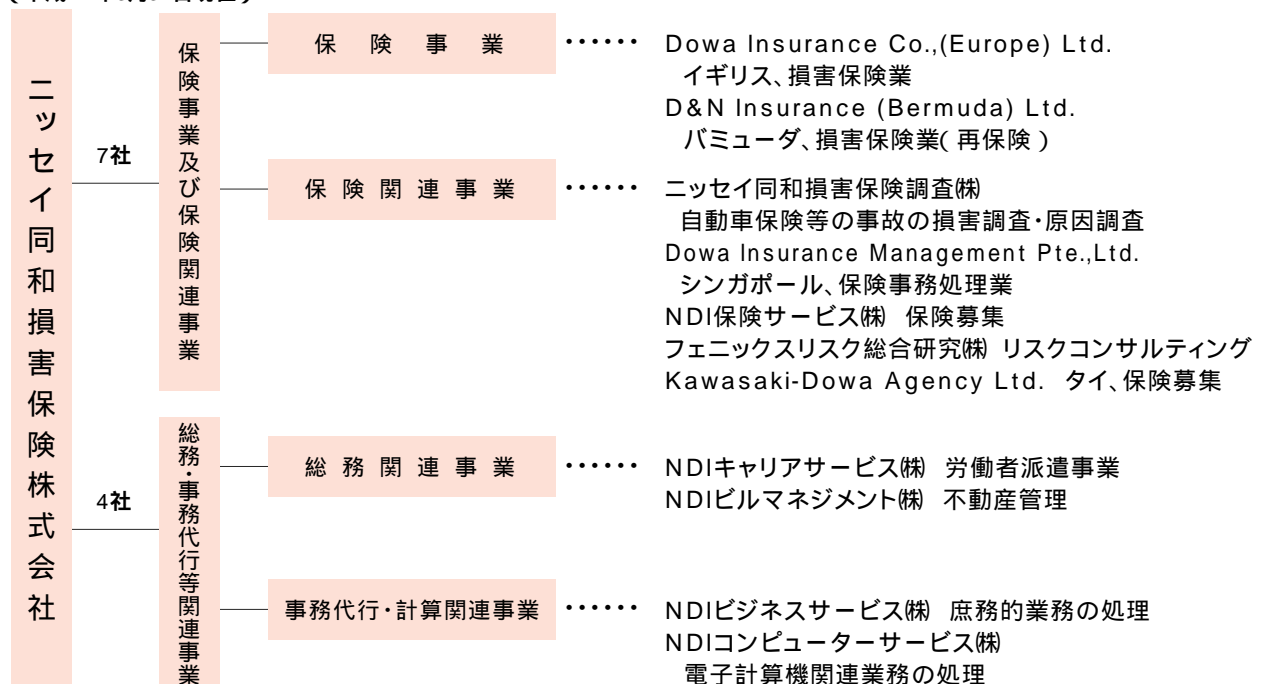 ニッセイ同和損害保険株式会社
7社
保険事業及び保険関連事業
保険事業 ・・・・・・ Dowa Insurance Co.,(Europe) Ltd.
イギリス、損害保険業
D&N Insurance (Bermuda) Ltd.
バミューダ、損害保険業(再保険)
保険関連事業 ・・・・・・ ニッセイ同和損害保険調査㈱
自動車保険等の事故の損害調査・原因調査
Dowa Insurance Management Pte.,Ltd.
シンガポール、保険事務処理業
NDI保険サービス㈱ 保険募集
フェニックスリスク総合研究㈱ リスクコンサルティング
Kawasaki-Dowa Agency Ltd. タイ、保険募集
4社
総務・事務代行等関連事業
総務関連事業 ・・・・・・ NDIキャリアサービス㈱ 労働者派遣事業
NDIビルマネジメント㈱ 不動産管理
事務代行・計算関連事業 ・・・・・・ NDIビジネスサービス㈱ 庶務的業務の処理
NDIコンピューターサービス㈱
電子計算機関連業務の処理